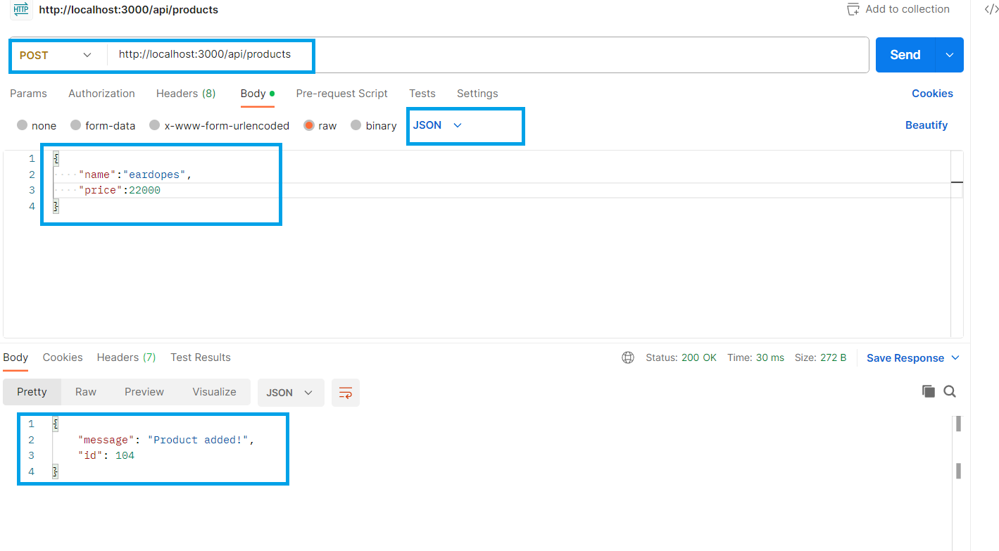 HTTP http://localhost:3000/api/products Add to collection </>
POST http://localhost:3000/api/products Send
Params Authorization Headers (8) Body Pre-request Script Tests Settings Cookies
none form-data x-www-form-urlencoded raw binary JSON Beautify
1 {
2 "name":"eardopes",
3 "price":22000
4 }
Body Cookies Headers (7) Test Results Status: 200 OK Time: 30 ms Size: 272 B Save Response
Pretty Raw Preview Visualize JSON
1 {
2 "message": "Product added!",
3 "id": 104
4 }